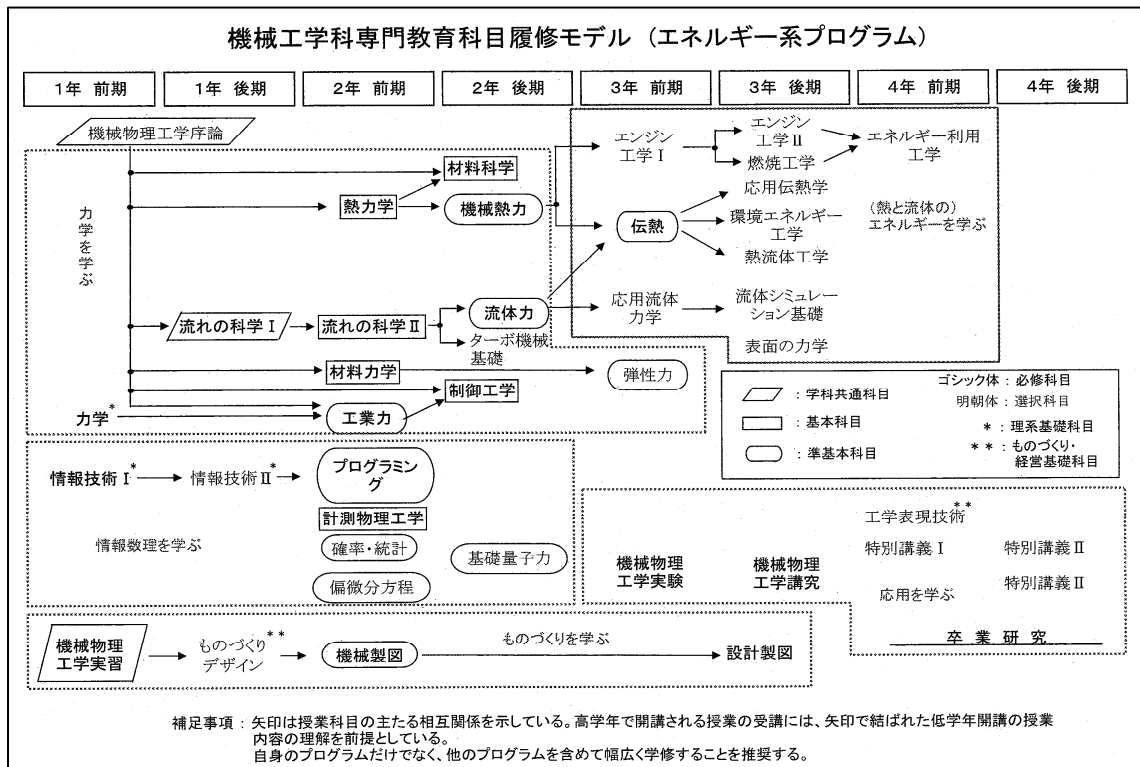 機械工学科専門教育科目履修モデル (エネルギー系プログラム)
1年 前期
1年 後期
2年 前期
2年 後期
3年 前期
3年 後期
4年 前期
4年 後期
機械物理工学序論
力学を学ぶ
材料科学
熱力学
機械熱力
流れの科学Ⅰ
流れの科学Ⅱ
流体力
ターボ機械
基礎
材料力学
制御工学
力学*
工業力
弾性力
エンジン
工学Ⅰ
エンジン
工学Ⅱ
燃焼工学
エネルギー利用
工学
伝熱
応用伝熱学
環境エネルギー
工学
熱流体工学
(熱と流体の)
エネルギーを学ぶ
応用流体
力学
流体シミュレー
ション基礎
表面の力学
:学科共通科目
:基本科目
:準基本科目
ゴシック体:必修科目
明朝体:選択科目
*:理系基礎科目
**:ものづくり・
経営基礎科目
情報技術Ⅰ*
情報技術Ⅱ*
プログラミン
グ
計測物理工学
確率・統計
偏微分方程
基礎量子力
情報数理を学ぶ
機械物理
工学実験
機械物理
工学講究
工学表現技術**
特別講義Ⅰ
特別講義Ⅱ
特別講義Ⅱ
応用を学ぶ
卒業研究
機械物理
工学実習
ものづくり**
デザイン
機械製図
ものづくりを学ぶ
設計製図
補足事項:矢印は授業科目の主たる相互関係を示している。高学年で開講される授業の受講には、矢印で結ばれた低学年開講の授業
内容の理解を前提としている。
自身のプログラムだけでなく、他のプログラムを含めて幅広く学修することを推奨する。